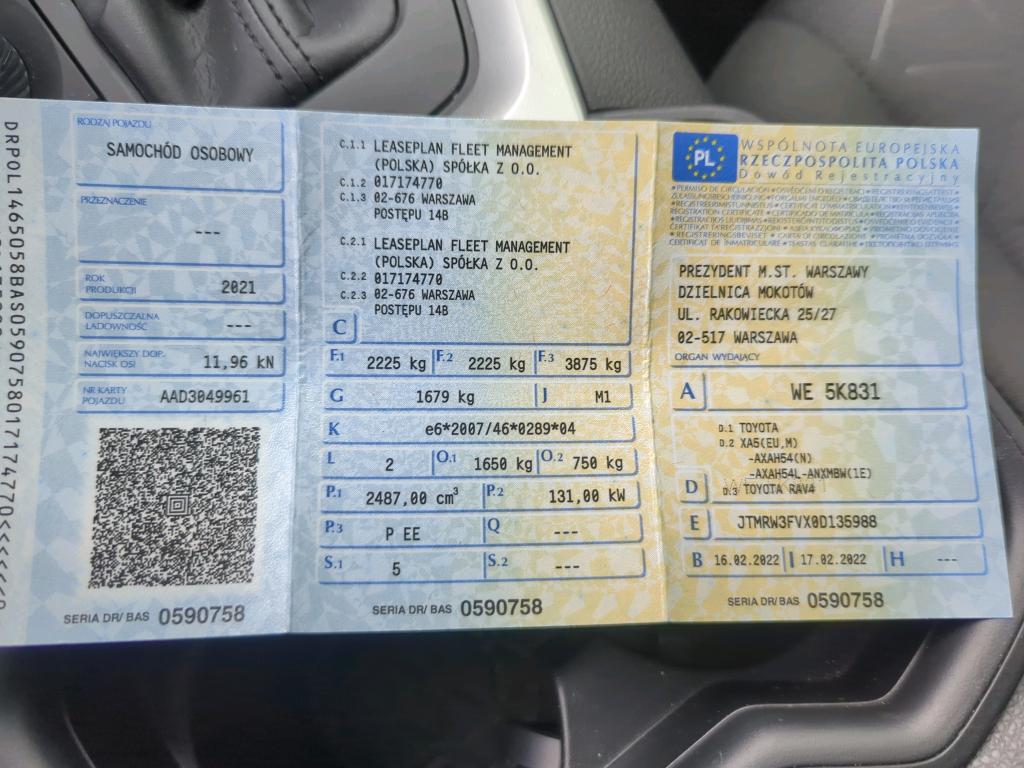 DRPOL1465058BAS0590758017174770<<<<<<<
RODZAJ POJAZDU
SAMOCHÓD OSOBOWY
PRZEZNACZENIE
---
ROK PRODUKCJI
2021
DOPUSZCZALNA ŁADOWNOŚĆ
---
NAJWIĘKSZY DOP. NACISK OSI
11,96 kN
NR KARTY POJAZDU
AAD3049961
SERIA DR/ BAS 0590758
C.1.1 LEASEPLAN FLEET MANAGEMENT
(POLSKA) SPÓŁKA Z O.O.
C.1.2 017174770
C.1.3 02-676 WARSZAWA
POSTĘPU 14B
C.2.1 LEASEPLAN FLEET MANAGEMENT
(POLSKA) SPÓŁKA Z O.O.
C.2.2 017174770
C.2.3 02-676 WARSZAWA
POSTĘPU 14B
C
F.1 2225 kg F.2 2225 kg F.3 3875 kg
G 1679 kg J M1
K e6*2007/46*0289*04
L 2 O.1 1650 kg O.2 750 kg
P.1 2487,00 cm³ P.2 131,00 kW
P.3 P EE Q ---
S.1 5 S.2 ---
SERIA DR/ BAS 0590758
PL
WSPÓLNOTA EUROPEJSKA
RZECZPOSPOLITA POLSKA
Dowód Rejestracyjny
PREZYDENT M.ST. WARSZAWY
DZIELNICA MOKOTÓW
UL. RAKOWIECKA 25/27
02-517 WARSZAWA
ORGAN WYDAJĄCY
A WE 5K831
D.1 TOYOTA
D.2 XA5(EU,M)
-AXAH54(N)
-AXAH54L-ANXMBW(1E)
D D.3 TOYOTA RAV4
E JTMRW3FVX0D135988
B 16.02.2022 I 17.02.2022 H ---
SERIA DR/ BAS 0590758